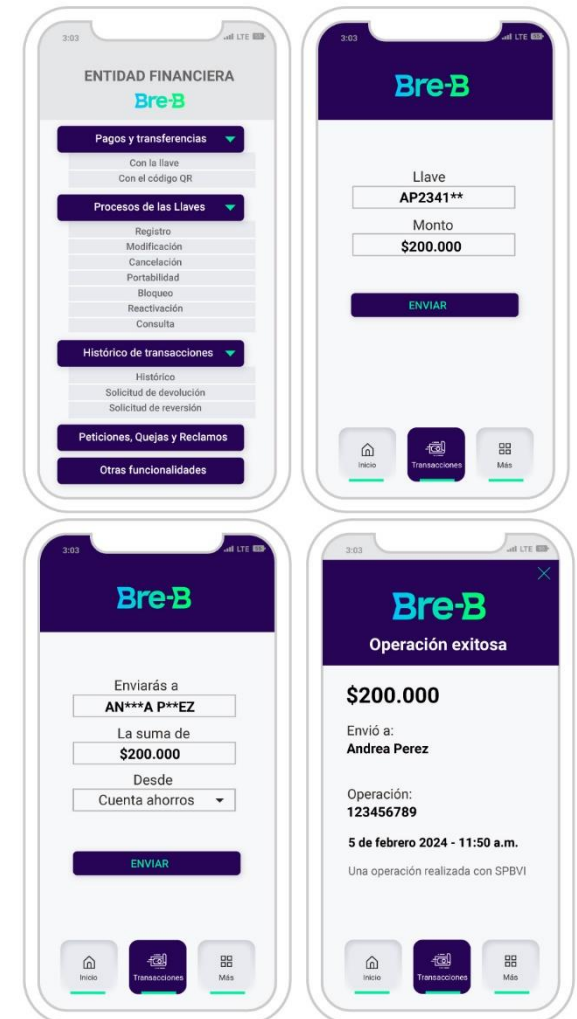 3:03 LTE
ENTIDAD FINANCIERA
Bre-B
Pagos y transferencias
Con la llave
Con el código QR
Procesos de las Llaves
Registro
Modificación
Cancelación
Portabilidad
Bloqueo
Reactivación
Consulta
Histórico de transacciones
Histórico
Solicitud de devolución
Solicitud de reversión
Peticiones, Quejas y Reclamos
Otras funcionalidades
3:03 LTE
Bre-B
Llave
AP2341**
Monto
$200.000
ENVIAR
Inicio Transacciones Más
3:03 LTE
Bre-B
Enviarás a
AN***A P**EZ
La suma de
$200.000
Desde
Cuenta ahorros
ENVIAR
Inicio Transacciones Más
3:03 LTE
Bre-B
Operación exitosa
$200.000
Envió a:
Andrea Perez
Operación:
123456789
5 de febrero 2024 - 11:50 a.m.
Una operación realizada con SPBVI
Inicio Transacciones Más